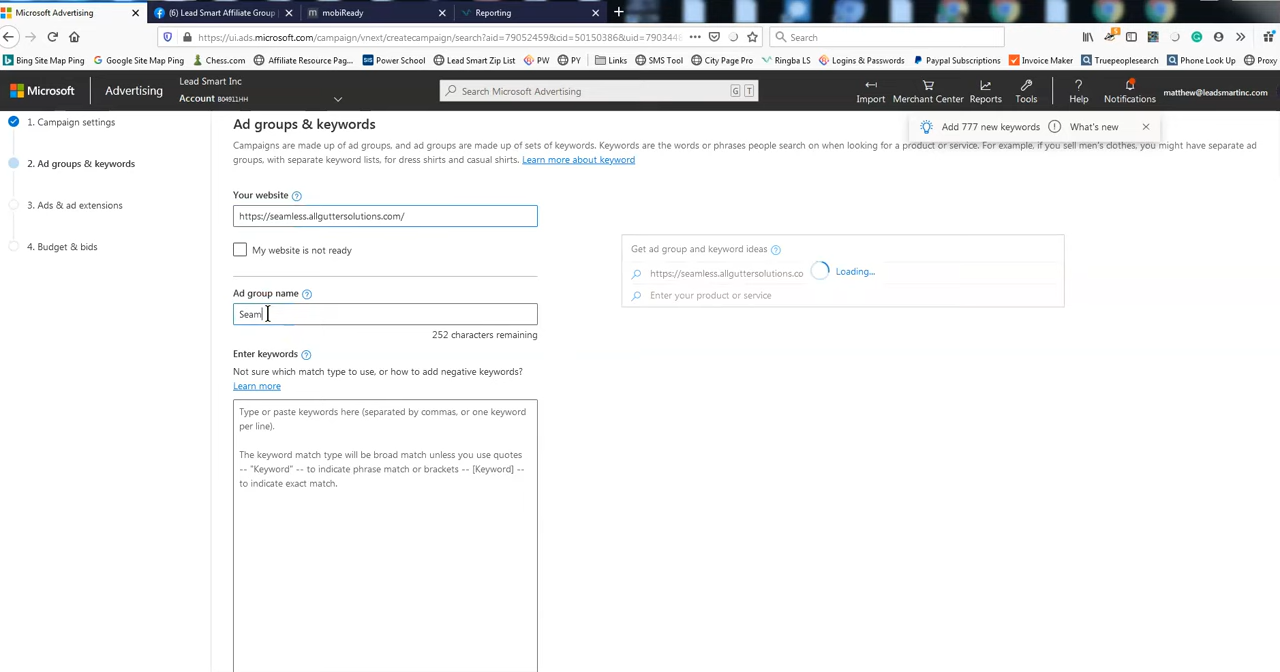 Microsoft Advertising
(6) Lead Smart Affiliate Group |
mobiReady
Reporting
https://ui.ads.microsoft.com/campaign/vnext/createcampaign/search?aid=79052459&cid=50150386&uid=7903448
Search
Bing Site Map Ping
Google Site Map Ping
Chess.com
Affiliate Resource Pag...
Power School
Lead Smart Zip List
PW
PY
Links
SMS Tool
City Page Pro
Ringba LS
Logins & Passwords
Paypal Subscriptions
Invoice Maker
Truepeoplesearch
Phone Look Up
Proxy
Microsoft
Advertising
Lead Smart Inc
Account B04911HH
Search Microsoft Advertising
G
T
Import
Merchant Center
Reports
Tools
Help
Notifications
matthew@leadsmartinc.com
Add 777 new keywords
What's new
1. Campaign settings
2. Ad groups & keywords
3. Ads & ad extensions
4. Budget & bids
Ad groups & keywords
Campaigns are made up of ad groups, and ad groups are made up of sets of keywords. Keywords are the words or phrases people search on when looking for a product or service. For example, if you sell men's clothes, you might have separate ad
groups, with separate keyword lists, for dress shirts and casual shirts. Learn more about keyword
Your website
https://seamless.allguttersolutions.com/
My website is not ready
Ad group name
Seam
252 characters remaining
Enter keywords
Not sure which match type to use, or how to add negative keywords?
Learn more
Type or paste keywords here (separated by commas, or one keyword
per line).
The keyword match type will be broad match unless you use quotes
-- "Keyword" -- to indicate phrase match or brackets -- [Keyword] --
to indicate exact match.
Get ad group and keyword ideas
https://seamless.allguttersolutions.co
Loading...
Enter your product or service